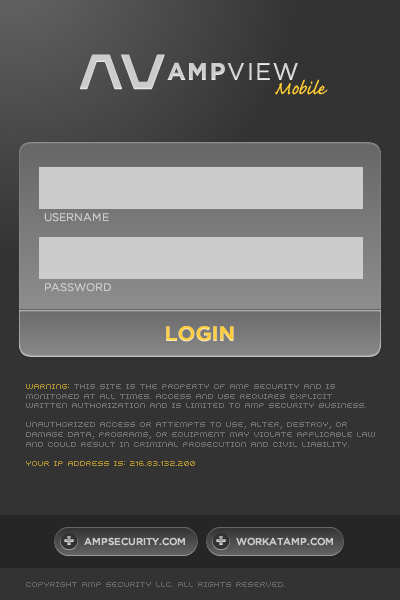 AMPVIEW
Mobile
USERNAME
PASSWORD
LOGIN
WARNING: THIS SITE IS THE PROPERTY OF AMP SECURITY AND IS
MONITORED AT ALL TIMES. ACCESS AND USE REQUIRES EXPLICIT
WRITTEN AUTHORIZATION AND IS LIMITED TO AMP SECURITY BUSINESS.
UNAUTHORIZED ACCESS OR ATTEMPTS TO USE, ALTER, DESTROY, OR
DAMAGE DATA, PROGRAMS, OR EQUIPMENT MAY VIOLATE APPLICABLE LAW
AND COULD RESULT IN CRIMINAL PROSECUTION AND CIVIL LIABILITY.
YOUR IP ADDRESS IS: 216.83.132.200
AMPSECURITY.COM
WORKATAMP.COM
COPYRIGHT AMP SECURITY LLC. ALL RIGHTS RESERVED.